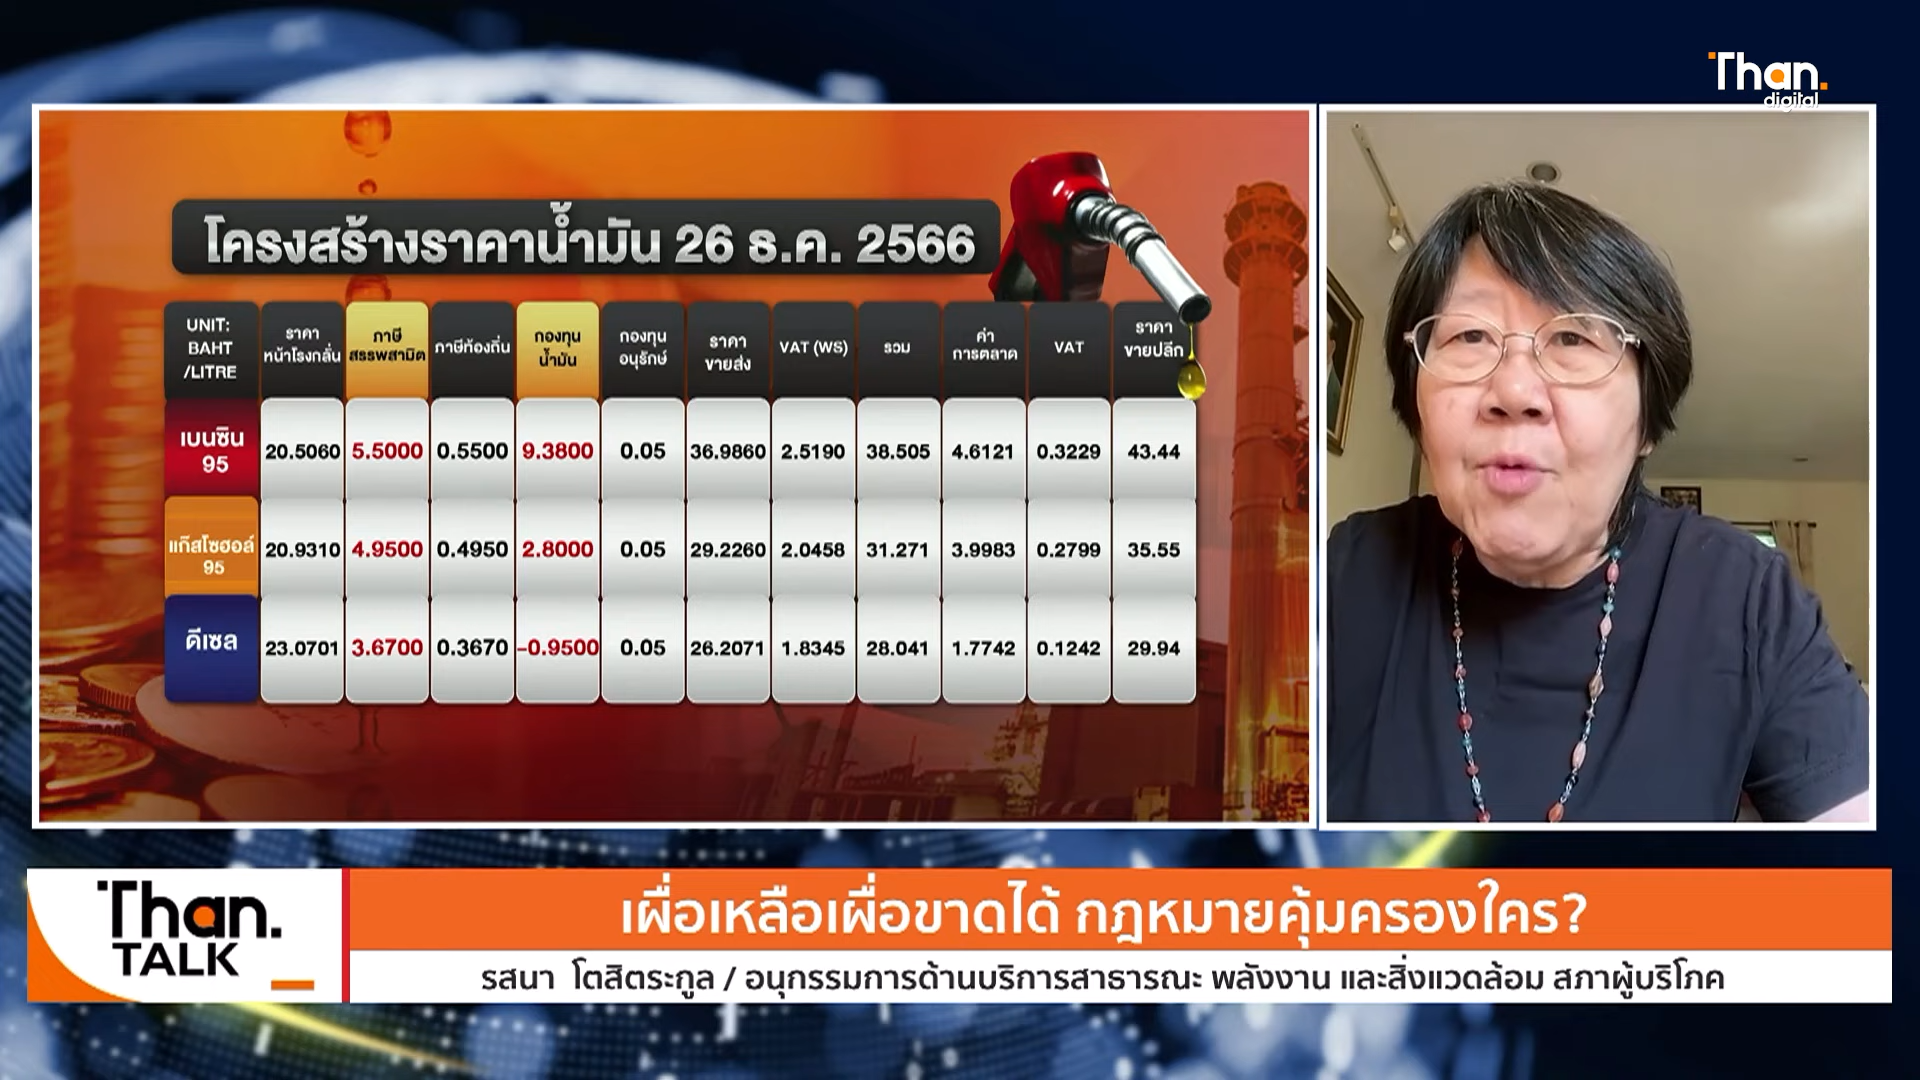 Than.
digital
โครงสร้างราคาน้ำมัน 26 ธ.ค. 2566
UNIT: BAHT /LITRE ราคา หน้าโรงกลั่น ภาษี สรรพสามิต ภาษีท้องถิ่น กองทุน น้ำมัน กองทุน อนุรักษ์ ราคา ขายส่ง VAT (WS) รวม ค่า การตลาด VAT ราคา ขายปลีก
เบนซิน 95 20.5060 5.5000 0.5500 9.3800 0.05 36.9860 2.5190 38.505 4.6121 0.3229 43.44
แก๊สโซฮอล์ 95 20.9310 4.9500 0.4950 2.8000 0.05 29.2260 2.0458 31.271 3.9983 0.2799 35.55
ดีเซล 23.0701 3.6700 0.3670 -0.9500 0.05 26.2071 1.8345 28.041 1.7742 0.1242 29.94
Than.
TALK
เผื่อเหลือเผื่อขาดได้ กฎหมายคุ้มครองใคร?
รสนา โตสิตระกูล / อนุกรรมการด้านบริการสาธารณะ พลังงาน และสิ่งแวดล้อม สภาผู้บริโภค